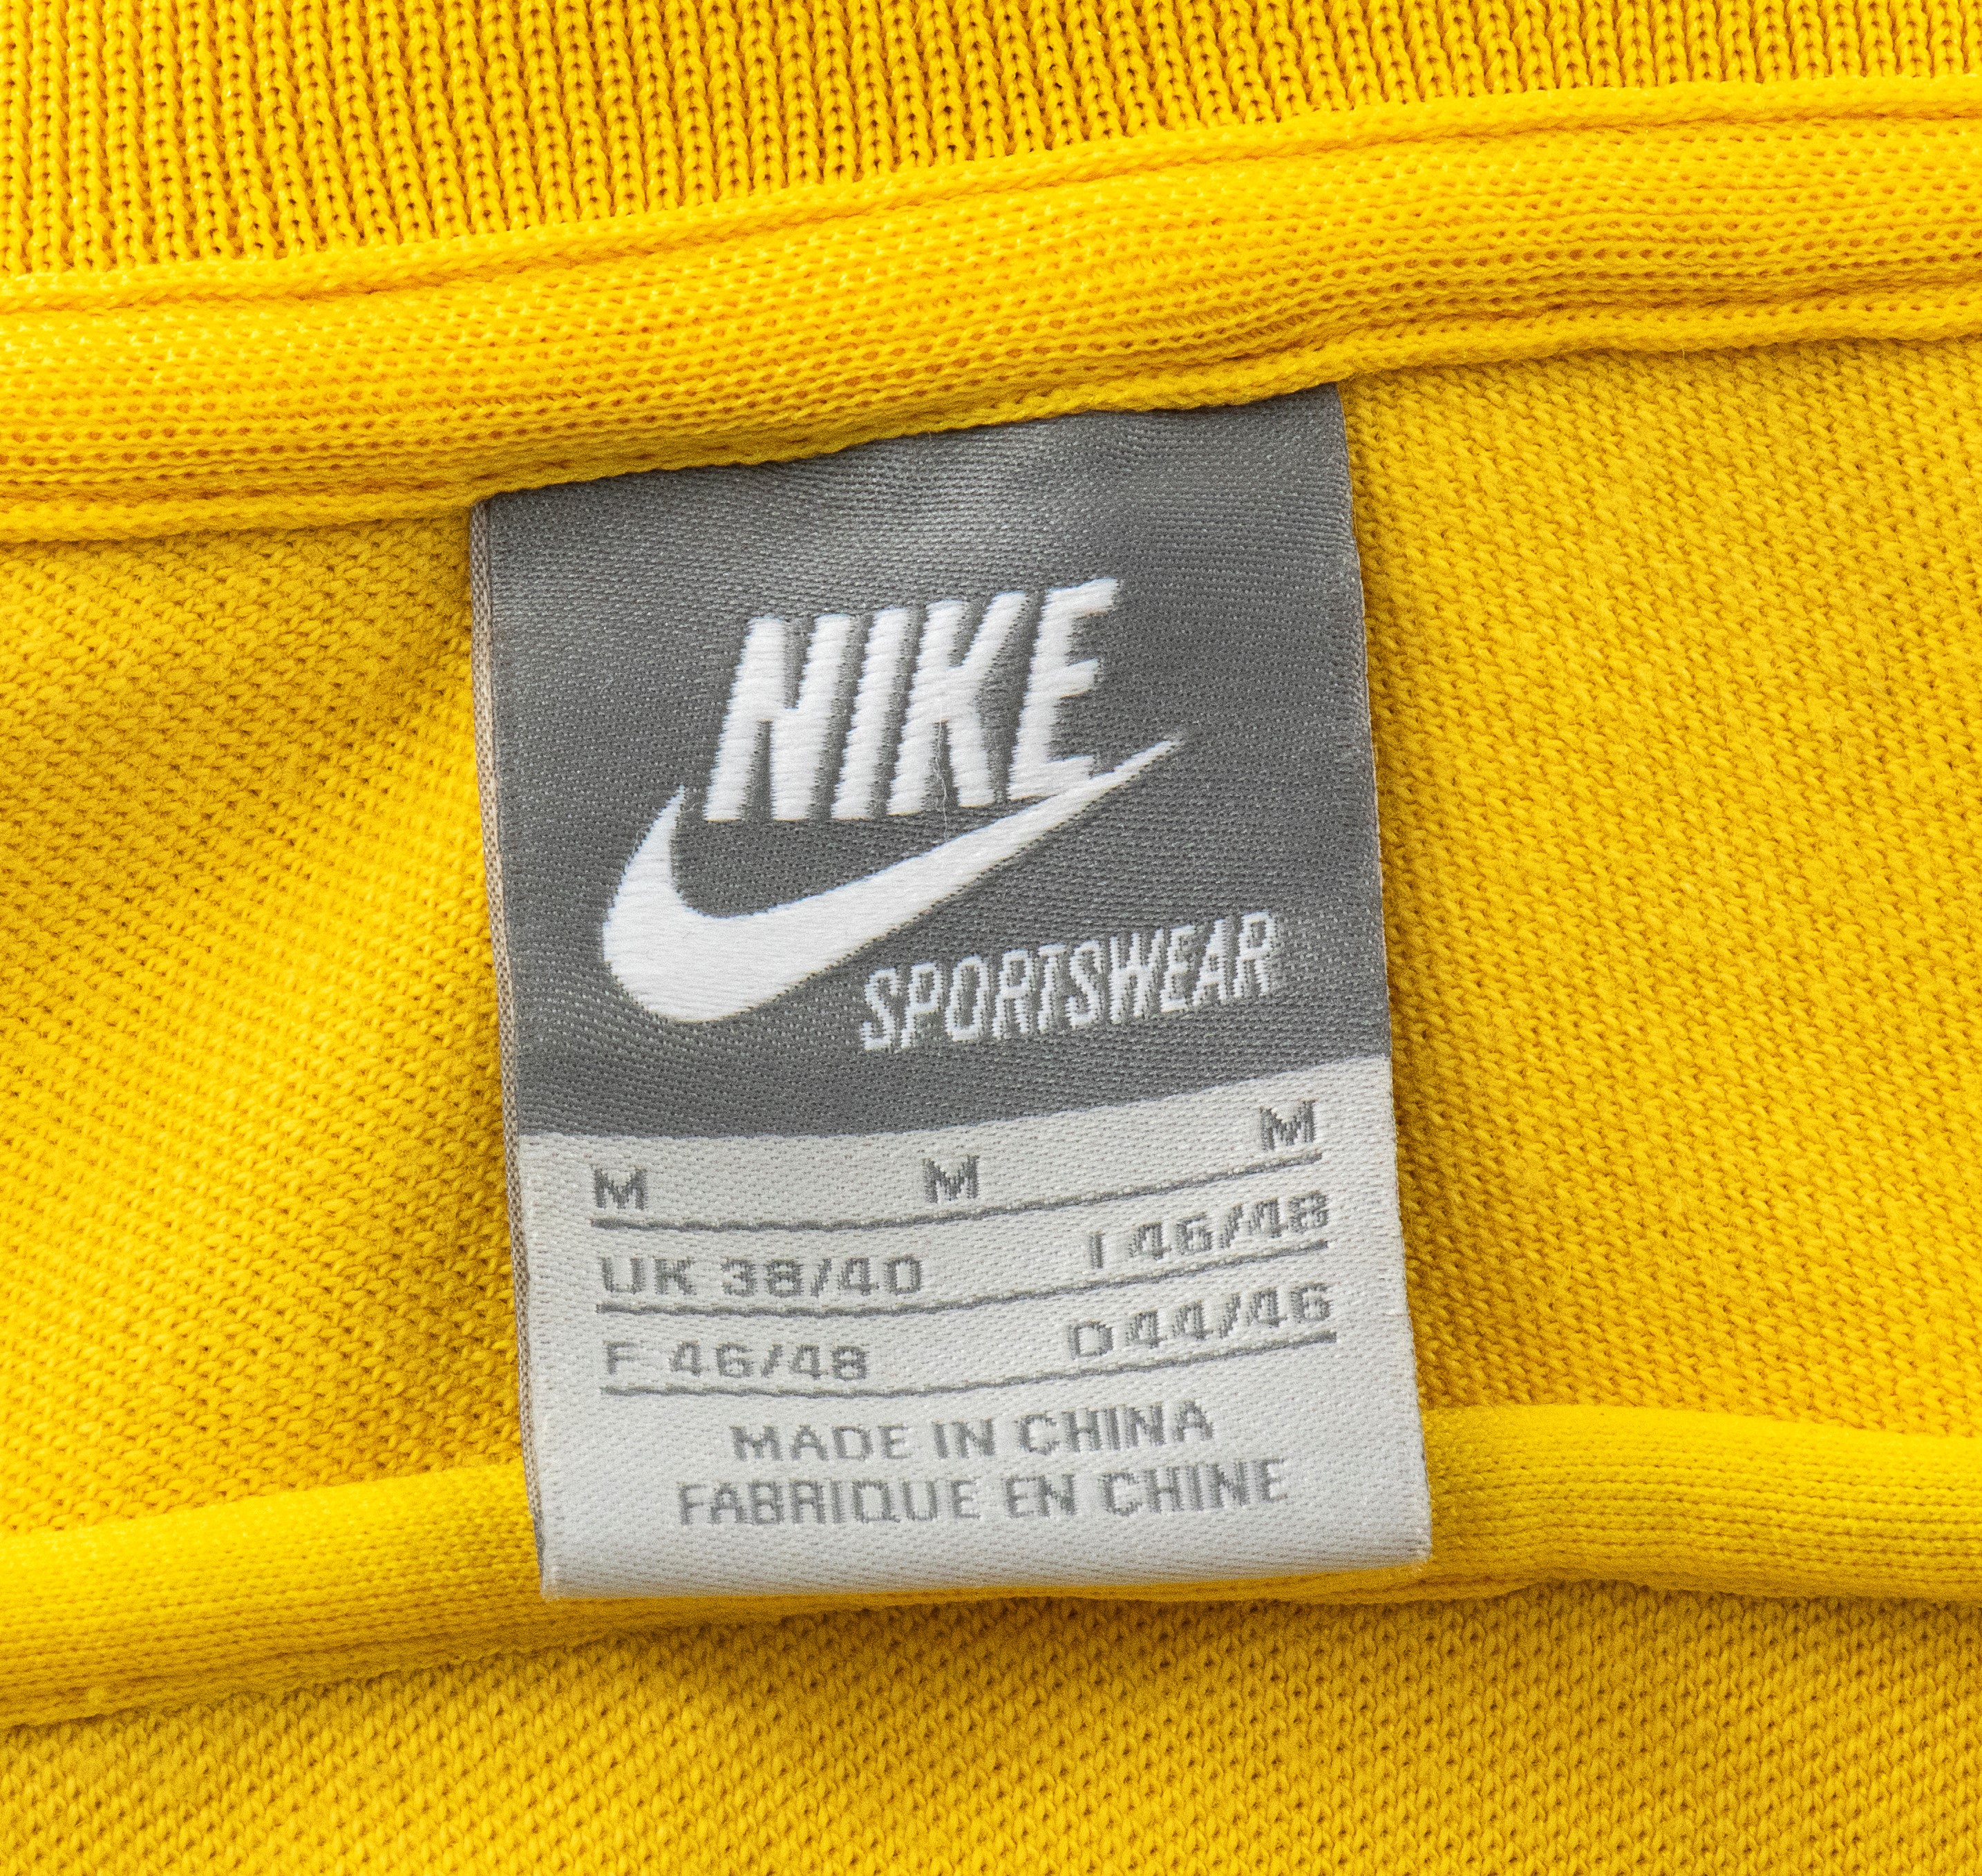 NIKE
SPORTSWEAR
M M M
UK 38/40 I 46/48
F 46/48 D 44/46
MADE IN CHINA
FABRIQUE EN CHINE